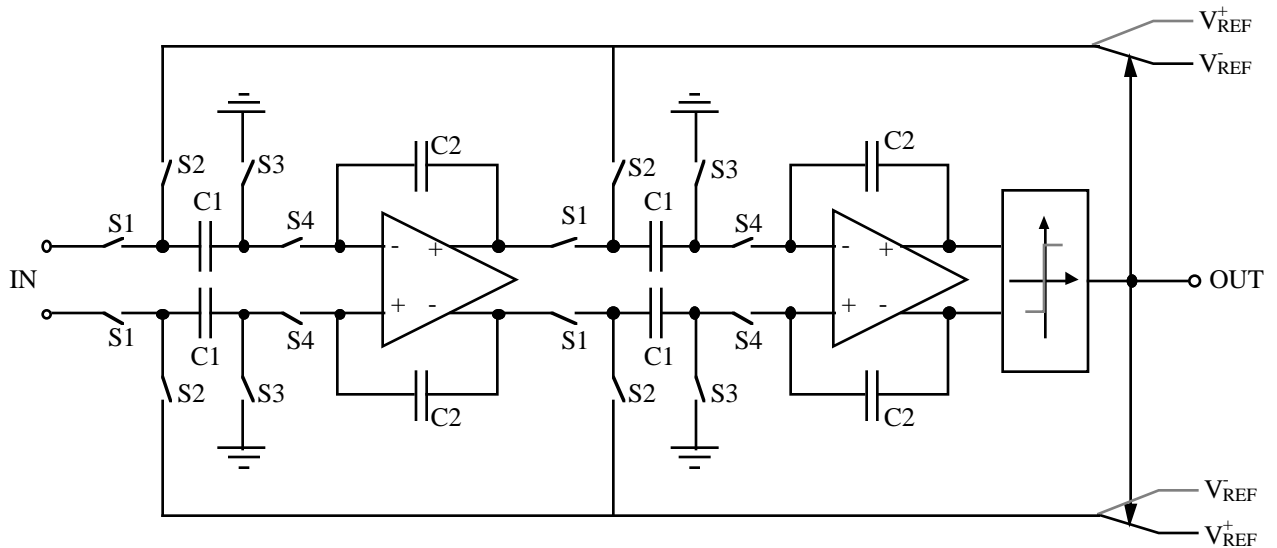 V+REF
V-REF
S2
S3
C2
S2
S3
C2
S1
C1
S4
S1
C1
S4
-
+
-
+
IN
OUT
+
-
+
-
S1
C1
S4
S1
C1
S4
S2
S3
C2
S2
S3
C2
V-REF
V+REF